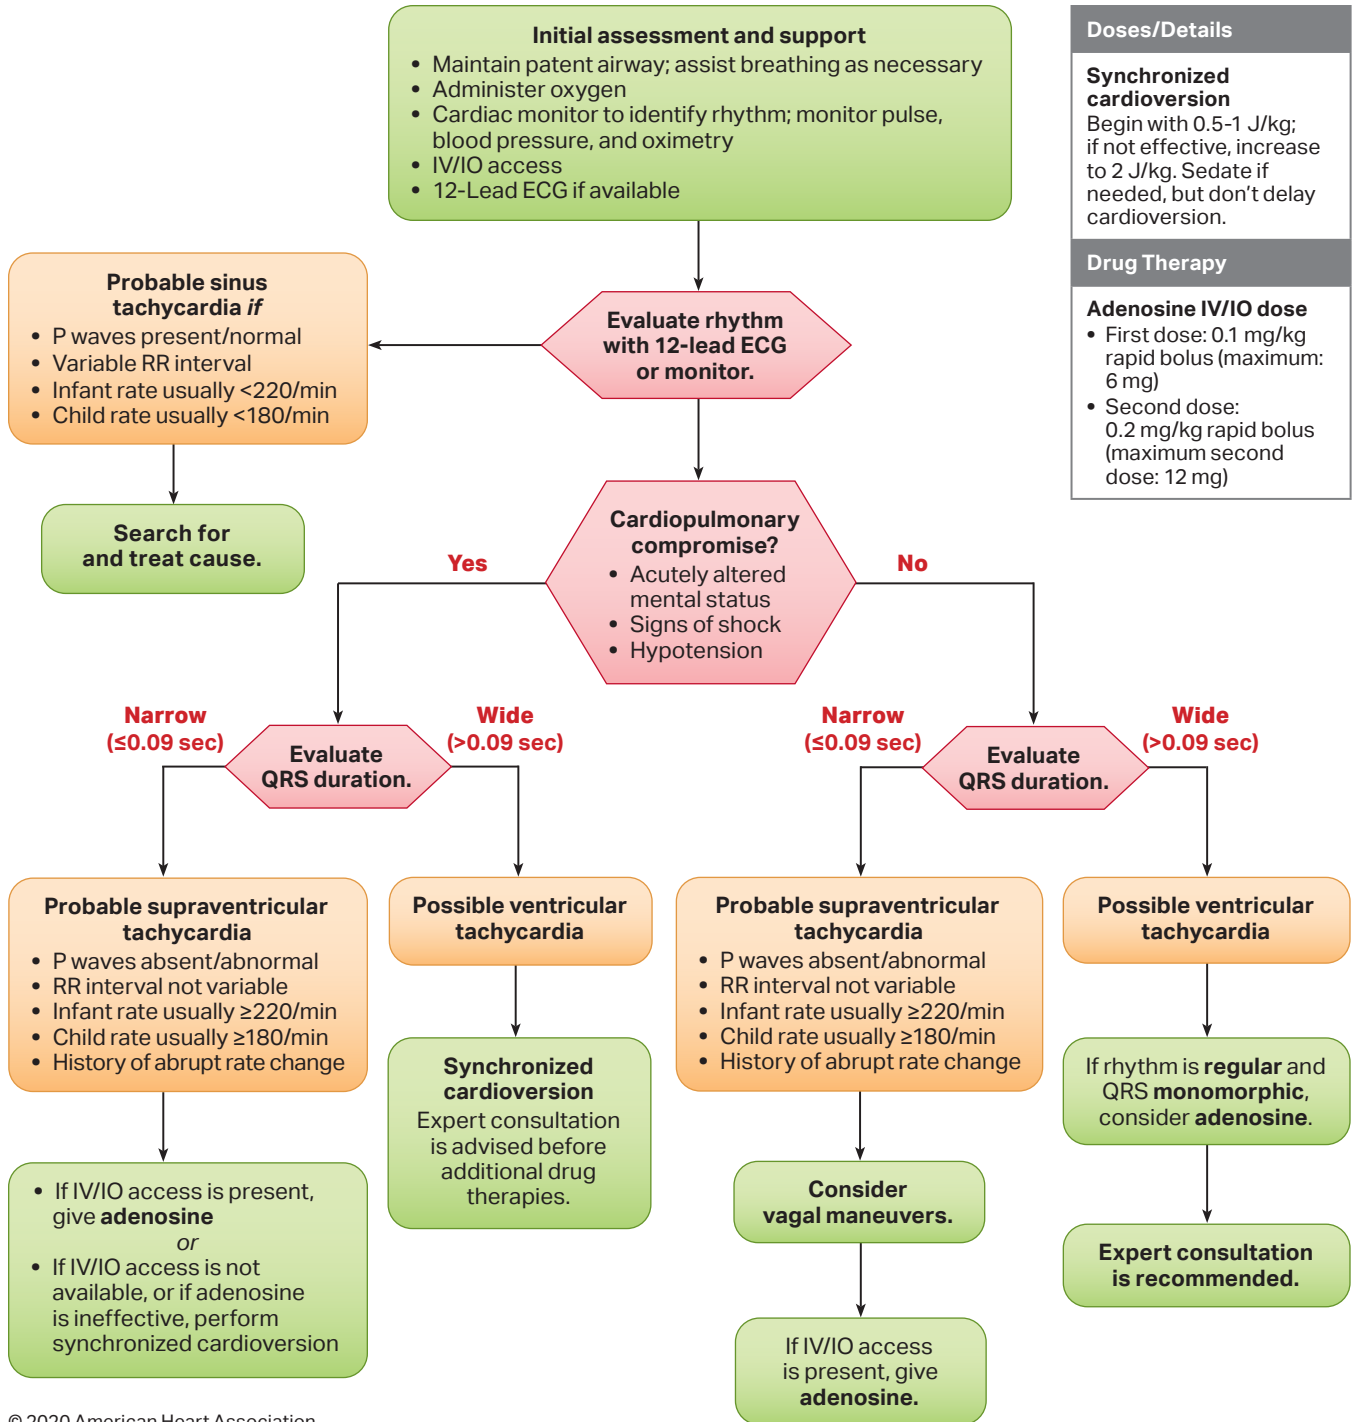 Initial assessment and support
• Maintain patent airway; assist breathing as necessary
• Administer oxygen
• Cardiac monitor to identify rhythm; monitor pulse,
blood pressure, and oximetry
• IV/IO access
• 12-Lead ECG if available
Doses/Details
Synchronized
cardioversion
Begin with 0.5-1 J/kg;
if not effective, increase
to 2 J/kg. Sedate if
needed, but don't delay
cardioversion.
Drug Therapy
Adenosine IV/IO dose
• First dose: 0.1 mg/kg
rapid bolus (maximum:
6 mg)
• Second dose:
0.2 mg/kg rapid bolus
(maximum second
dose: 12 mg)
Evaluate rhythm
with 12-lead ECG
or monitor.
Probable sinus
tachycardia if
• P waves present/normal
• Variable RR interval
• Infant rate usually <220/min
• Child rate usually <180/min
Search for
and treat cause.
Cardiopulmonary
compromise?
• Acutely altered
mental status
• Signs of shock
• Hypotension
Yes
No
Narrow
(≤0.09 sec)
Evaluate
QRS duration.
Wide
(>0.09 sec)
Narrow
(≤0.09 sec)
Evaluate
QRS duration.
Wide
(>0.09 sec)
Probable supraventricular
tachycardia
• P waves absent/abnormal
• RR interval not variable
• Infant rate usually ≥220/min
• Child rate usually ≥180/min
• History of abrupt rate change
• If IV/IO access is present,
give adenosine
or
• If IV/IO access is not
available, or if adenosine
is ineffective, perform
synchronized cardioversion
Possible ventricular
tachycardia
Synchronized
cardioversion
Expert consultation
is advised before
additional drug
therapies.
Probable supraventricular
tachycardia
• P waves absent/abnormal
• RR interval not variable
• Infant rate usually ≥220/min
• Child rate usually ≥180/min
• History of abrupt rate change
Consider
vagal maneuvers.
If IV/IO access
is present, give
adenosine.
Possible ventricular
tachycardia
If rhythm is regular and
QRS monomorphic,
consider adenosine.
Expert consultation
is recommended.
© 2020 American Heart Association